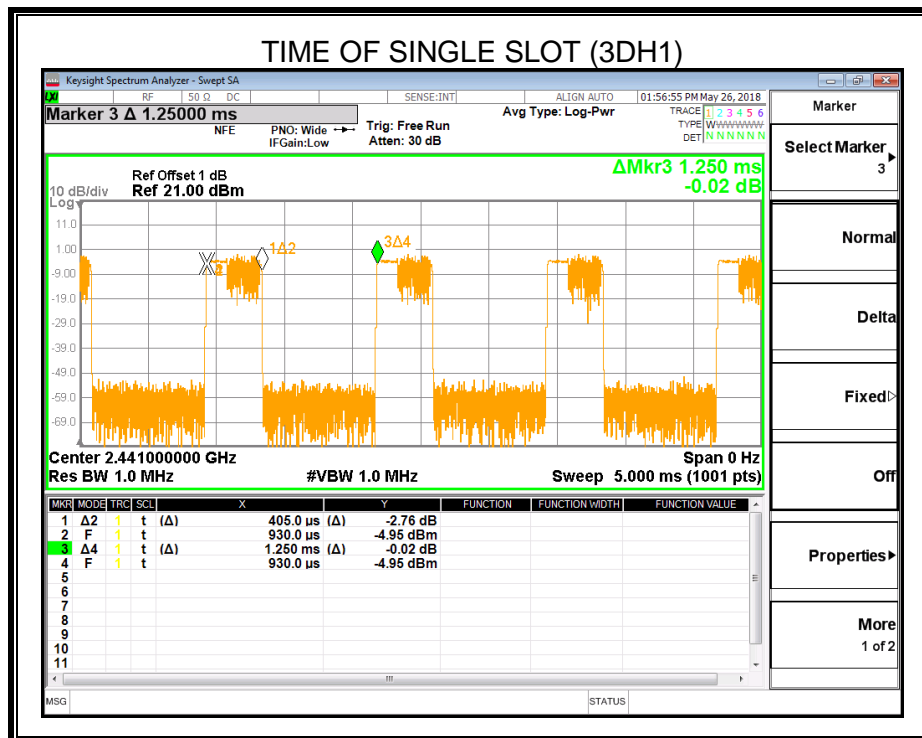 TIME OF SINGLE SLOT (3DH1)
Keysight Spectrum Analyzer - Swept SA
LXI RF 50 Ω DC SENSE:INT ALIGN AUTO 01:56:55 PM May 26, 2018
Marker 3 Δ 1.25000 ms
NFE PNO: Wide IFGain:Low
Trig: Free Run
Atten: 30 dB
Avg Type: Log-Pwr
TRACE 1 2 3 4 5 6
TYPE WWWWWW
DET N N N N N N
ΔMkr3 1.250 ms
-0.02 dB
Ref Offset 1 dB
10 dB/div Ref 21.00 dBm
Log
11.0
1.00
-9.00
-19.0
-29.0
-39.0
-49.0
-59.0
-69.0
1Δ2
3Δ4
Center 2.441000000 GHz Span 0 Hz
Res BW 1.0 MHz #VBW 1.0 MHz Sweep 5.000 ms (1001 pts)
MKR MODE TRC SCL X Y FUNCTION FUNCTION WIDTH FUNCTION VALUE
1 Δ2 1 t (Δ) 405.0 µs (Δ) -2.76 dB
2 F 1 t 930.0 µs -4.95 dBm
3 Δ4 1 t (Δ) 1.250 ms (Δ) -0.02 dB
4 F 1 t 930.0 µs -4.95 dBm
5
6
7
8
9
10
11
MSG STATUS
Marker
Select Marker
3
Normal
Delta
Fixed
Off
Properties
More
1 of 2